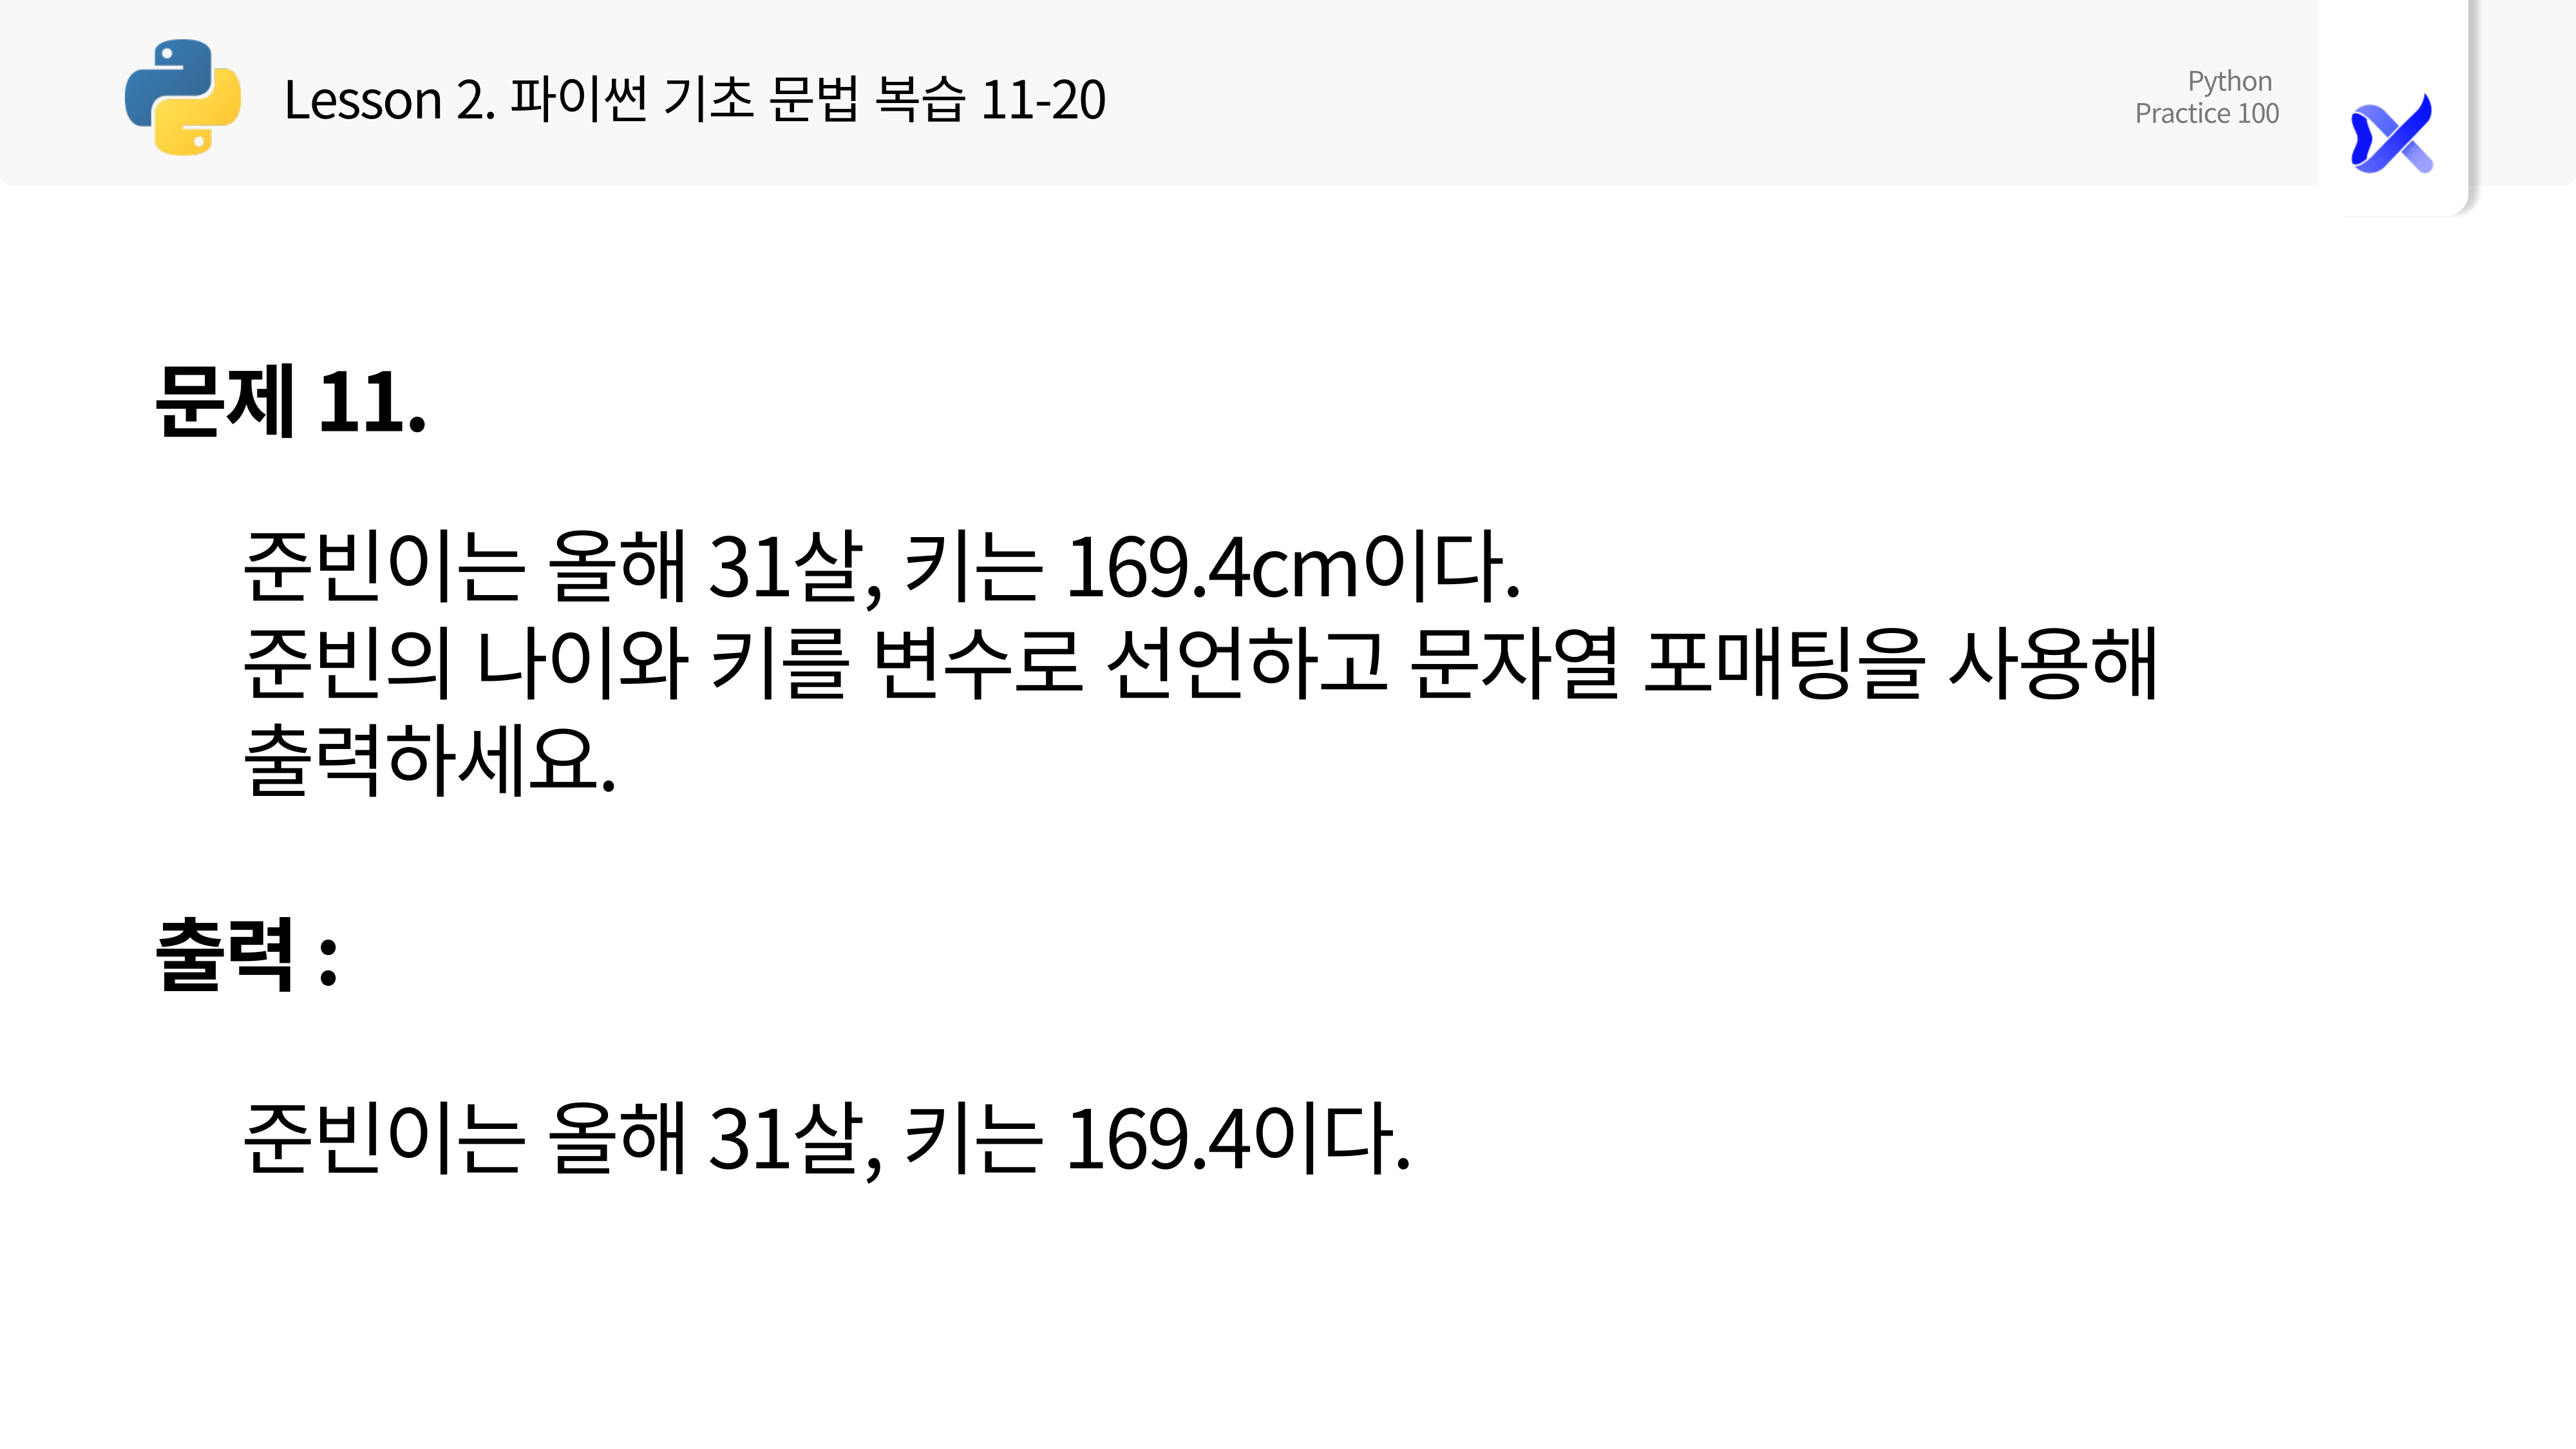 Lesson 2. 파이썬 기초 문법 복습 11-20
Python
Practice 100
문제 11.
준빈이는 올해 31살, 키는 169.4cm이다.
준빈의 나이와 키를 변수로 선언하고 문자열 포매팅을 사용해
출력하세요.
출력 :
준빈이는 올해 31살, 키는 169.4이다.